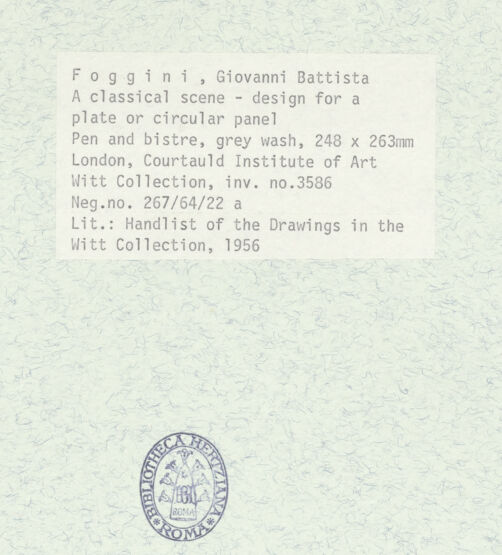 F o g g i n i , Giovanni Battista
A classical scene - design for a
plate or circular panel
Pen and bistre, grey wash, 248 x 263mm
London, Courtauld Institute of Art
Witt Collection, inv. no.3586
Neg.no. 267/64/22 a
Lit.: Handlist of the Drawings in the
Witt Collection, 1956
BIBLIOTHECA HERTZIANA
ROMA
* ROMA *